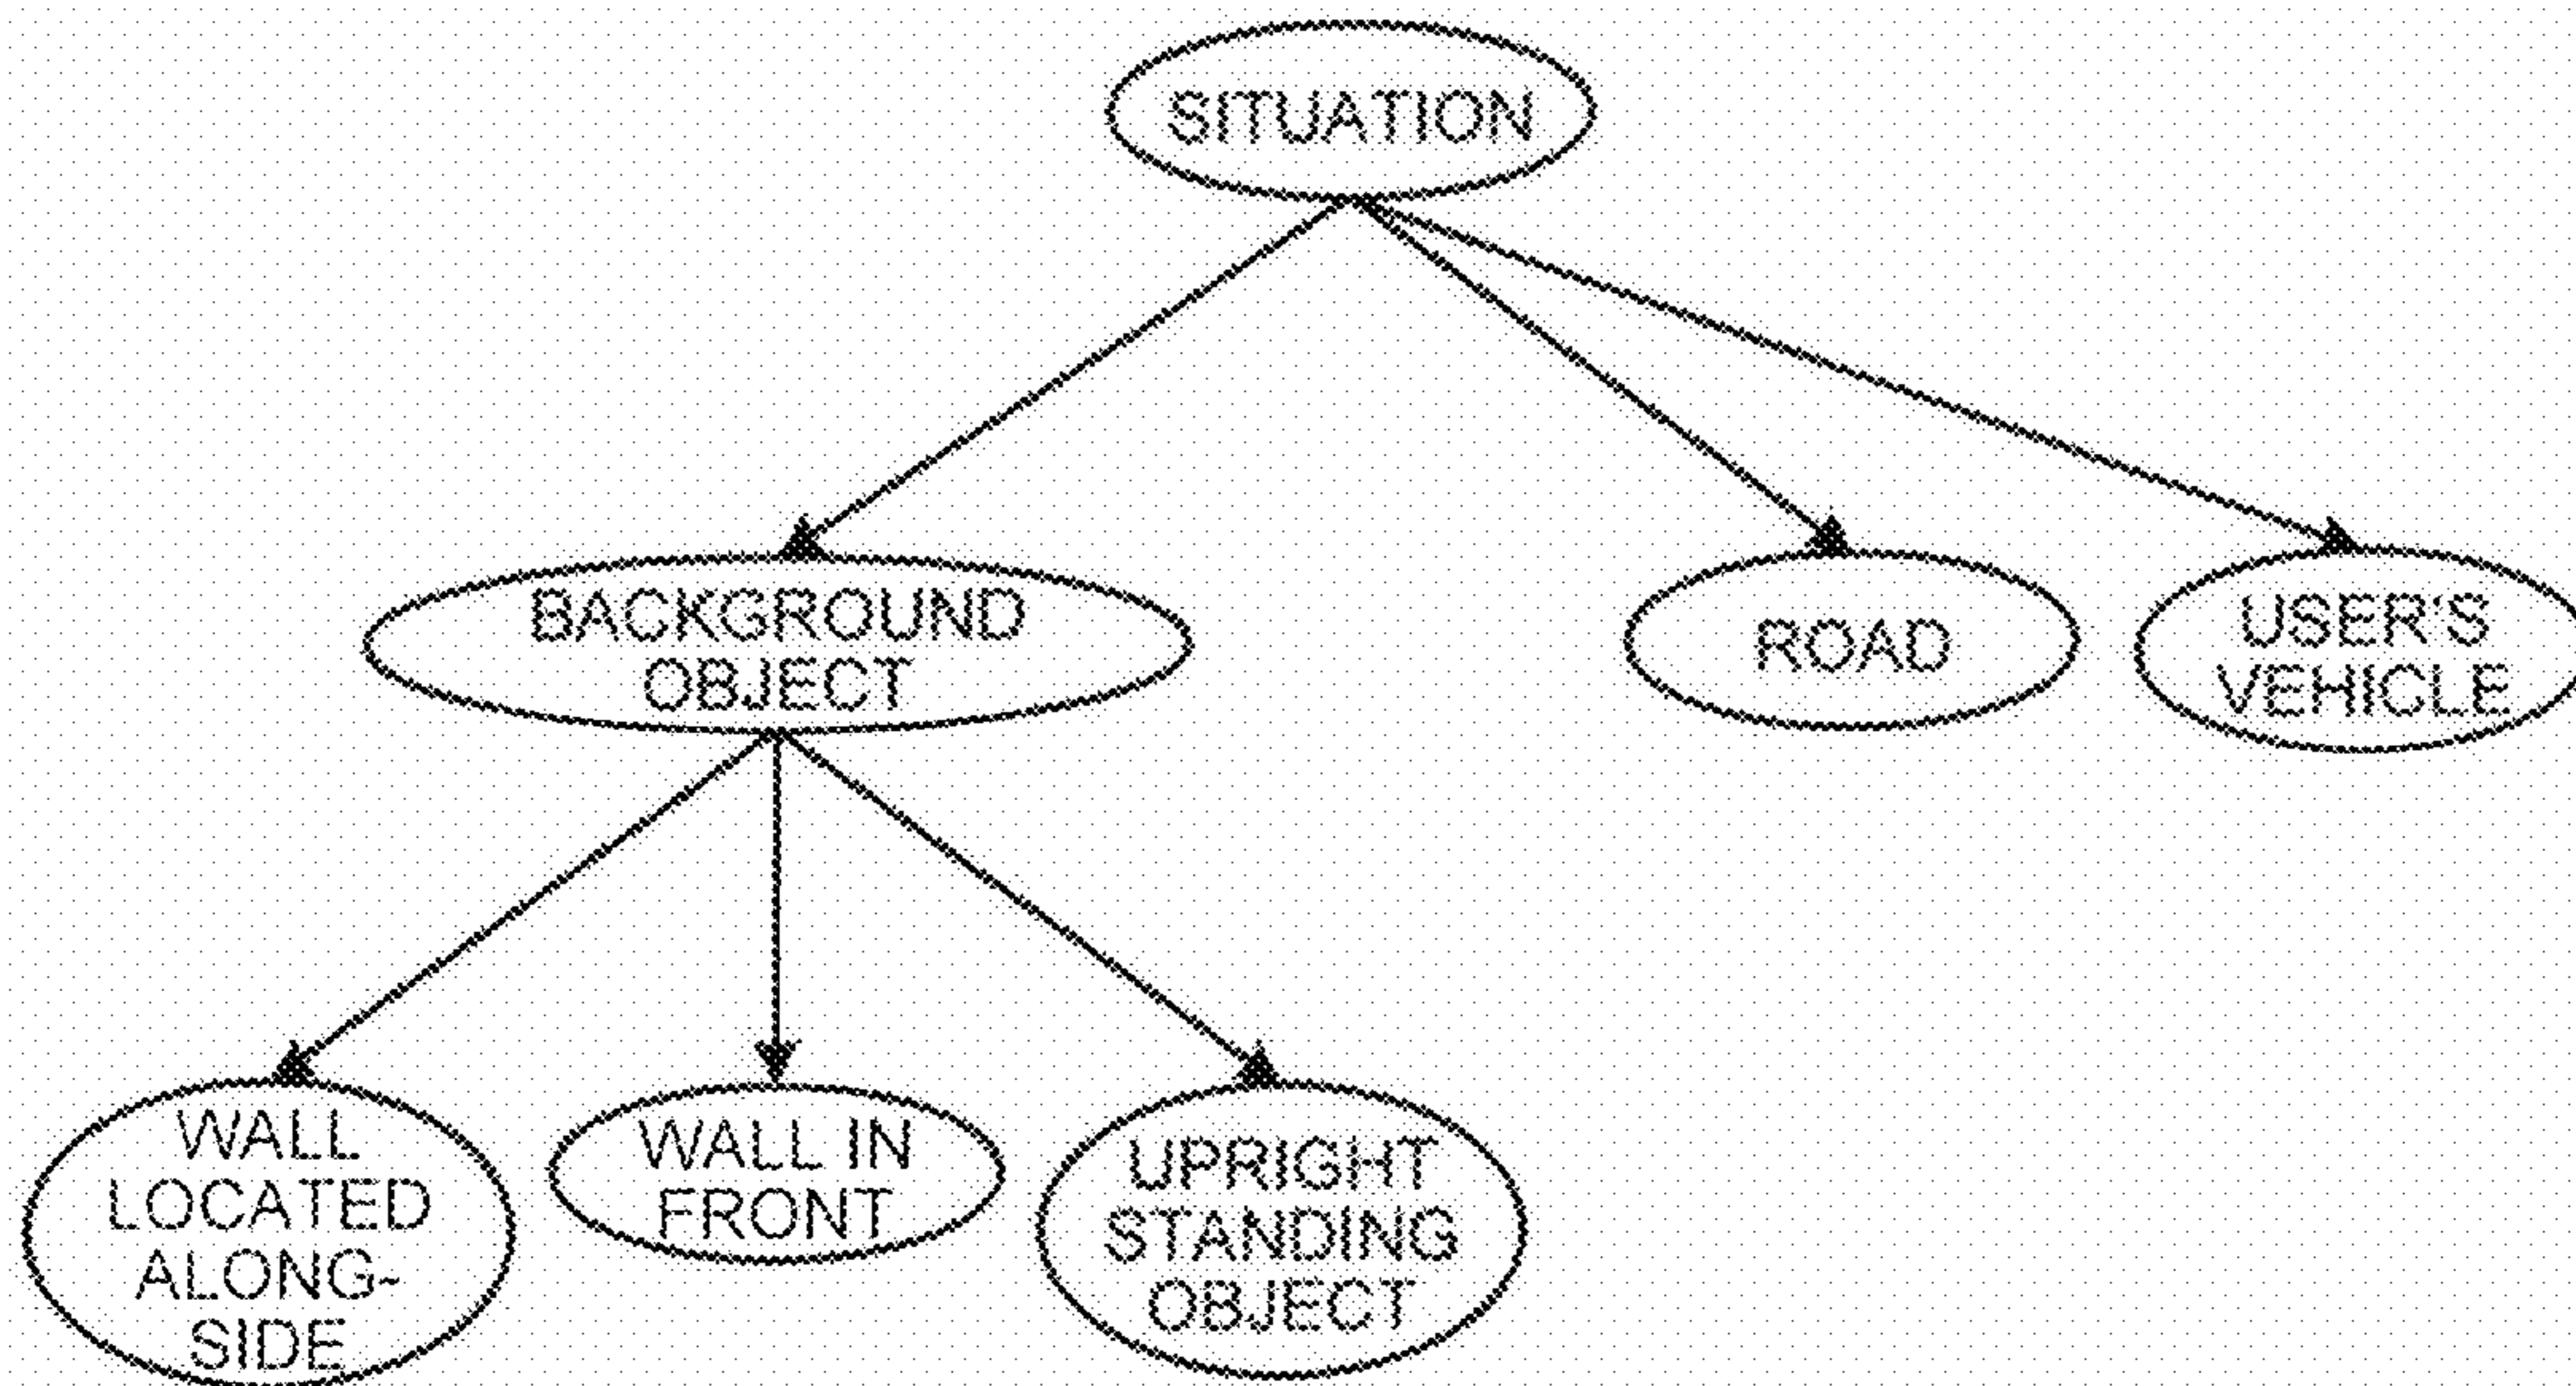 SITUATION
BACKGROUND
OBJECT
ROAD
USER'S
VEHICLE
WALL
LOCATED
ALONG-
SIDE
WALL IN
FRONT
UPRIGHT
STANDING
OBJECT